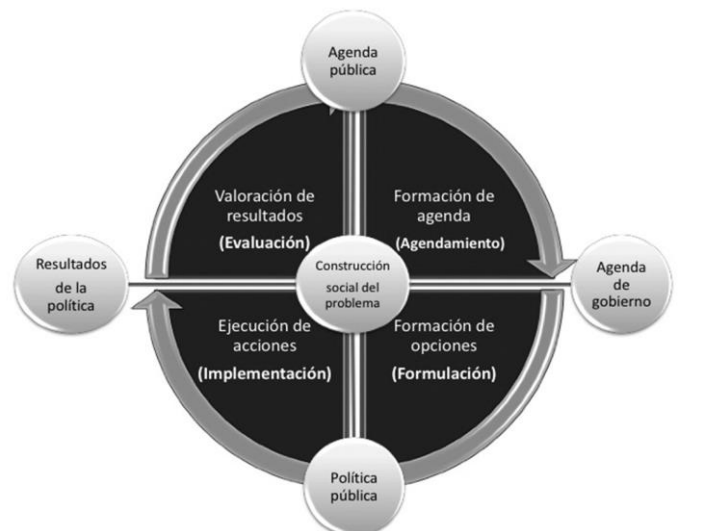 Agenda
pública
Valoración de
resultados
(Evaluación)
Formación de
agenda
(Agendamiento)
Resultados
de la
política
Construcción
social del
problema
Agenda
de
gobierno
Ejecución de
acciones
(Implementación)
Formación de
opciones
(Formulación)
Política
pública